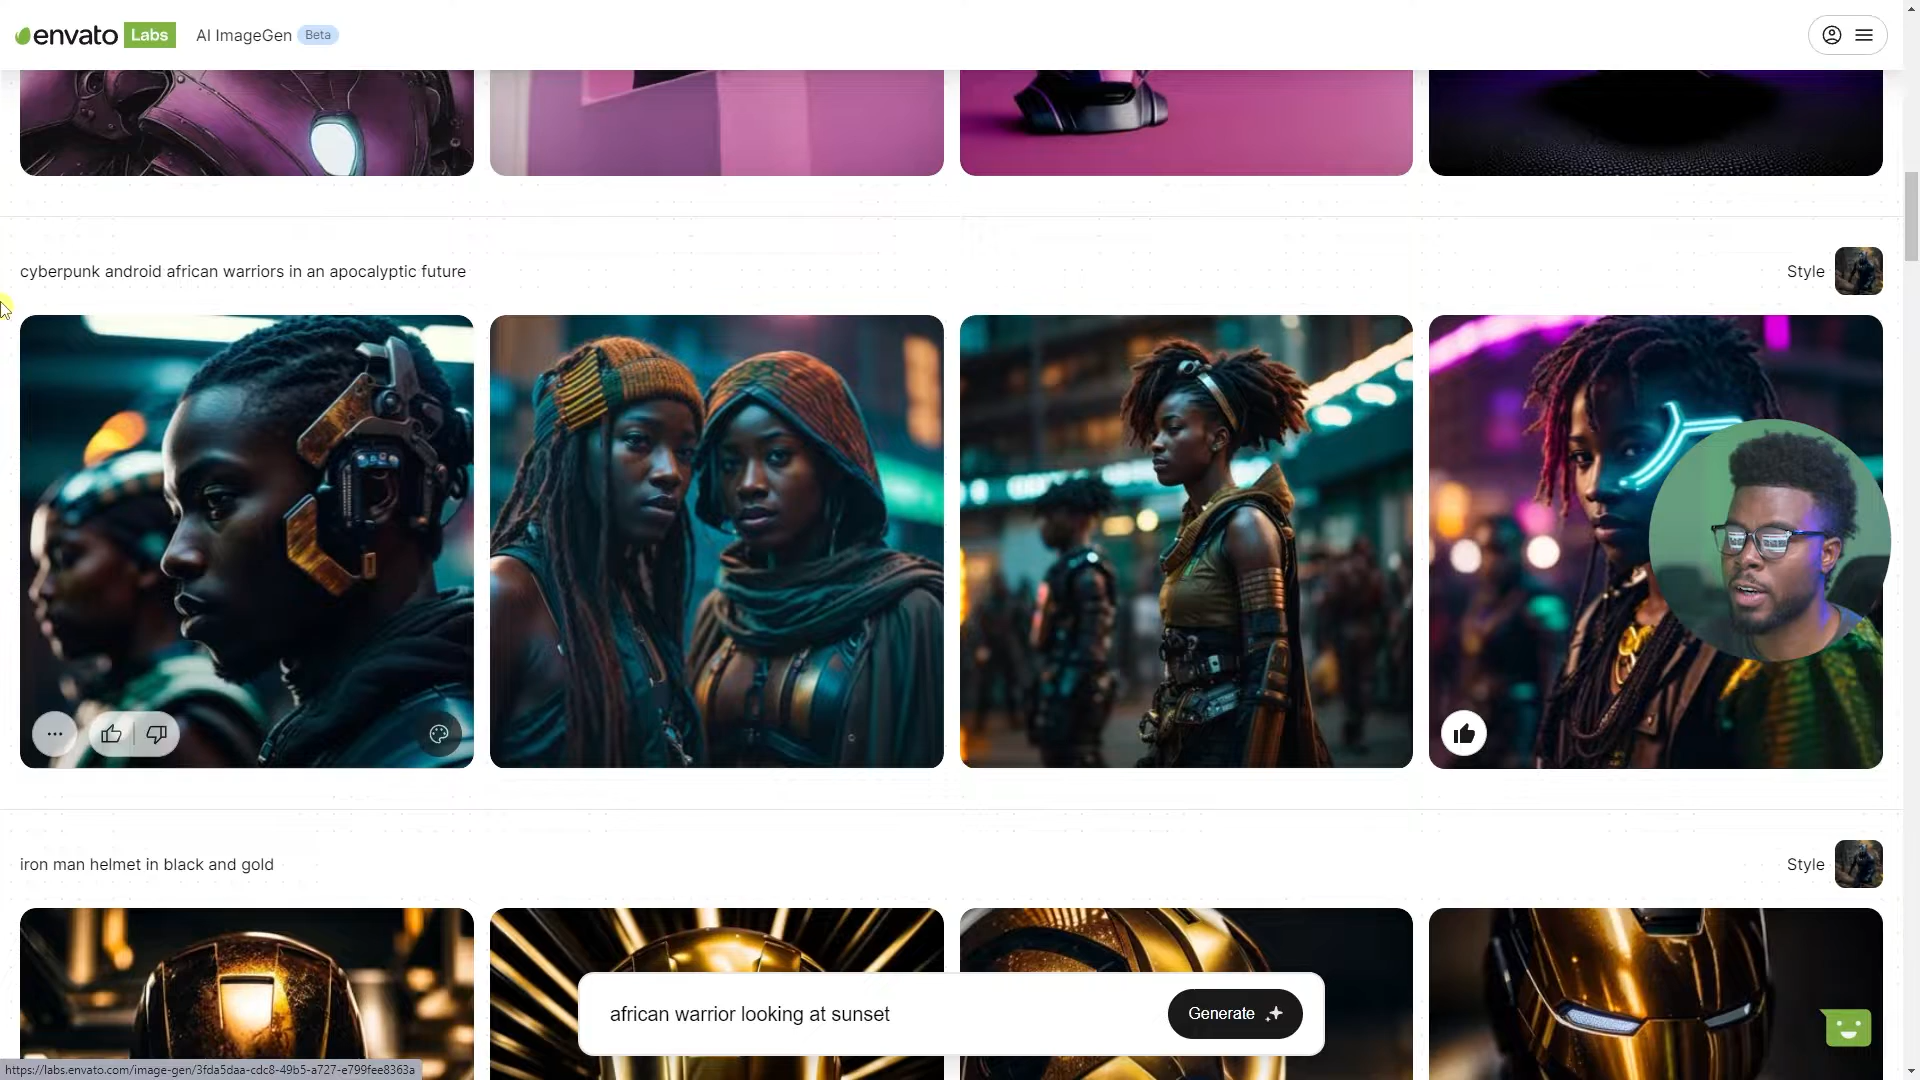 envato Labs AI ImageGen Beta
cyberpunk android african warriors in an apocalyptic future
Style
iron man helmet in black and gold
Style
african warrior looking at sunset
Generate
https://labs.envato.com/image-gen/3fda5daa-cdc8-49b5-a727-e799fee8363a